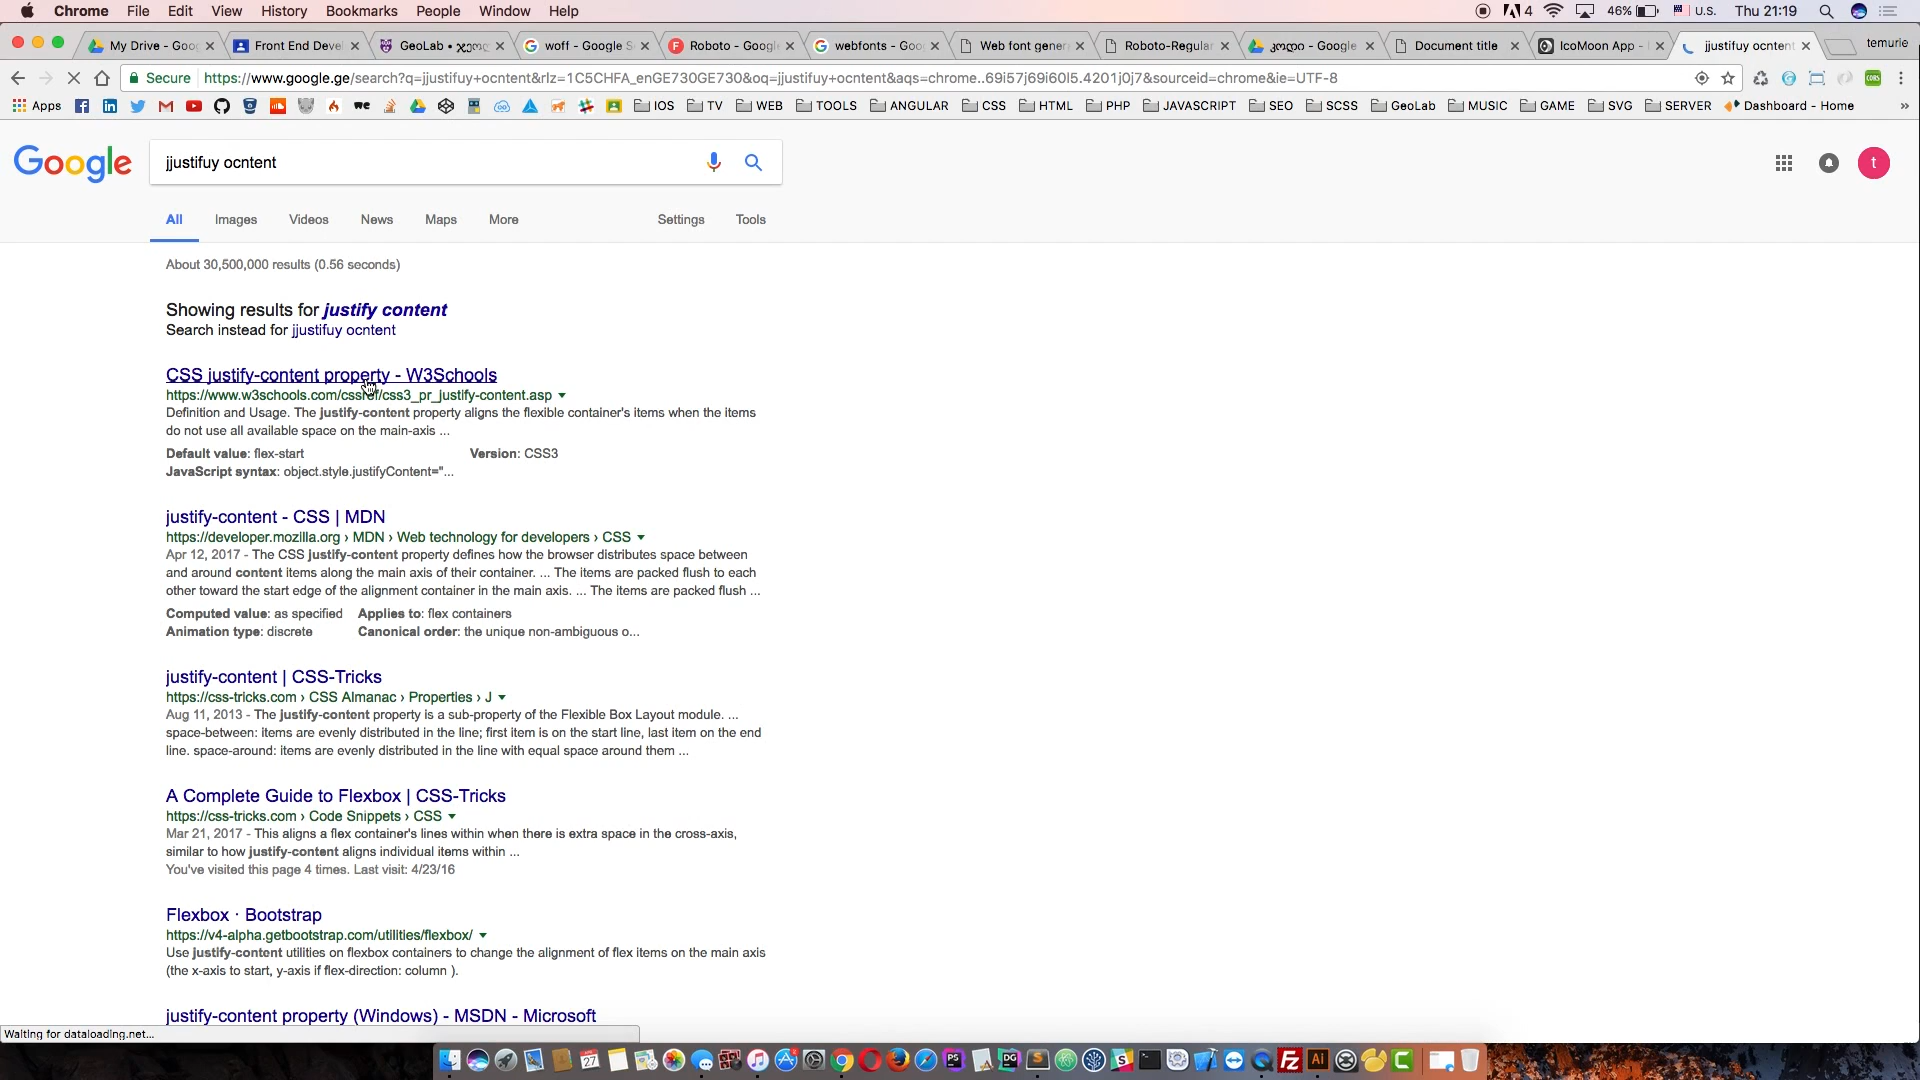 Chrome File Edit View History Bookmarks People Window Help 4 46% U.S. Thu 21:19
My Drive - Goo Front End Deve GeoLab • ჯეო woff - Google S Roboto - Googl webfonts - Goo Web font gener Roboto-Regular კოდი - Google Document title IcoMoon App - jjustifuy ocntent temurie
Secure https://www.google.ge/search?q=jjustifuy+ocntent&rlz=1C5CHFA_enGE730GE730&oq=jjustifuy+ocntent&aqs=chrome..69i57j69i60l5.4201j0j7&sourceid=chrome&ie=UTF-8
Apps IOS TV WEB TOOLS ANGULAR CSS HTML PHP JAVASCRIPT SEO SCSS GeoLab MUSIC GAME SVG SERVER Dashboard - Home »
Google jjustifuy ocntent t
All Images Videos News Maps More Settings Tools
About 30,500,000 results (0.56 seconds)
Showing results for justify content
Search instead for jjustifuy ocntent
CSS justify-content property - W3Schools
https://www.w3schools.com/cssref/css3_pr_justify-content.asp
Definition and Usage. The justify-content property aligns the flexible container's items when the items
do not use all available space on the main-axis ...
Default value: flex-start Version: CSS3
JavaScript syntax: object.style.justifyContent="...
justify-content - CSS | MDN
https://developer.mozilla.org › MDN › Web technology for developers › CSS
Apr 12, 2017 - The CSS justify-content property defines how the browser distributes space between
and around content items along the main axis of their container. ... The items are packed flush to each
other toward the start edge of the alignment container in the main axis. ... The items are packed flush ...
Computed value: as specified Applies to: flex containers
Animation type: discrete Canonical order: the unique non-ambiguous o...
justify-content | CSS-Tricks
https://css-tricks.com › CSS Almanac › Properties › J
Aug 11, 2013 - The justify-content property is a sub-property of the Flexible Box Layout module. ...
space-between: items are evenly distributed in the line; first item is on the start line, last item on the end
line. space-around: items are evenly distributed in the line with equal space around them ...
A Complete Guide to Flexbox | CSS-Tricks
https://css-tricks.com › Code Snippets › CSS
Mar 21, 2017 - This aligns a flex container's lines within when there is extra space in the cross-axis,
similar to how justify-content aligns individual items within ...
You've visited this page 4 times. Last visit: 4/23/16
Flexbox · Bootstrap
https://v4-alpha.getbootstrap.com/utilities/flexbox/
Use justify-content utilities on flexbox containers to change the alignment of flex items on the main axis
(the x-axis to start, y-axis if flex-direction: column ).
justify-content property (Windows) - MSDN - Microsoft
Waiting for dataloading.net...